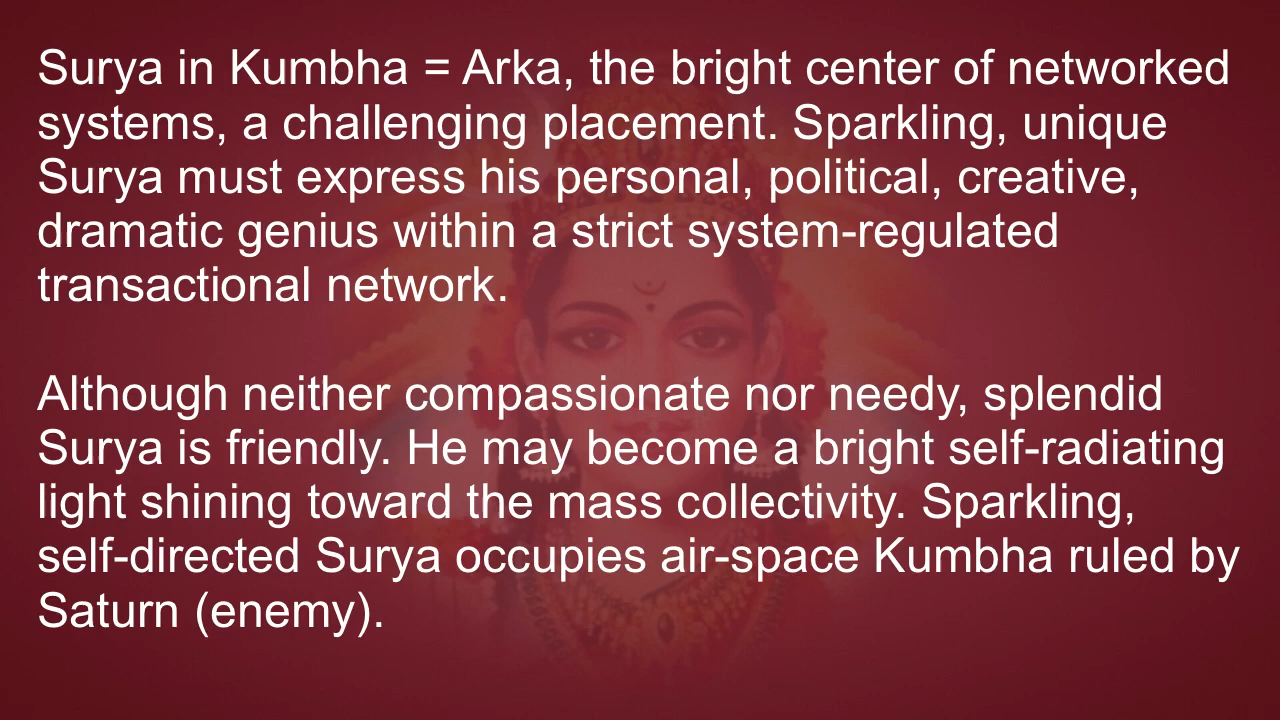 Surya in Kumbha = Arka, the bright center of networked
systems, a challenging placement. Sparkling, unique
Surya must express his personal, political, creative,
dramatic genius within a strict system-regulated
transactional network.
Although neither compassionate nor needy, splendid
Surya is friendly. He may become a bright self-radiating
light shining toward the mass collectivity. Sparkling,
self-directed Surya occupies air-space Kumbha ruled by
Saturn (enemy).